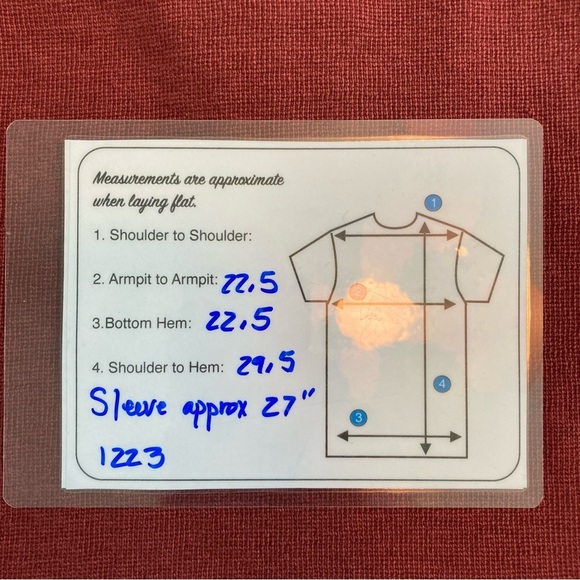 Measurements are approximate
when laying flat.
1. Shoulder to Shoulder:
2. Armpit to Armpit: 22.5
3.Bottom Hem: 22.5
4. Shoulder to Hem: 29.5
Sleeve approx 27"
1223
1
4
3